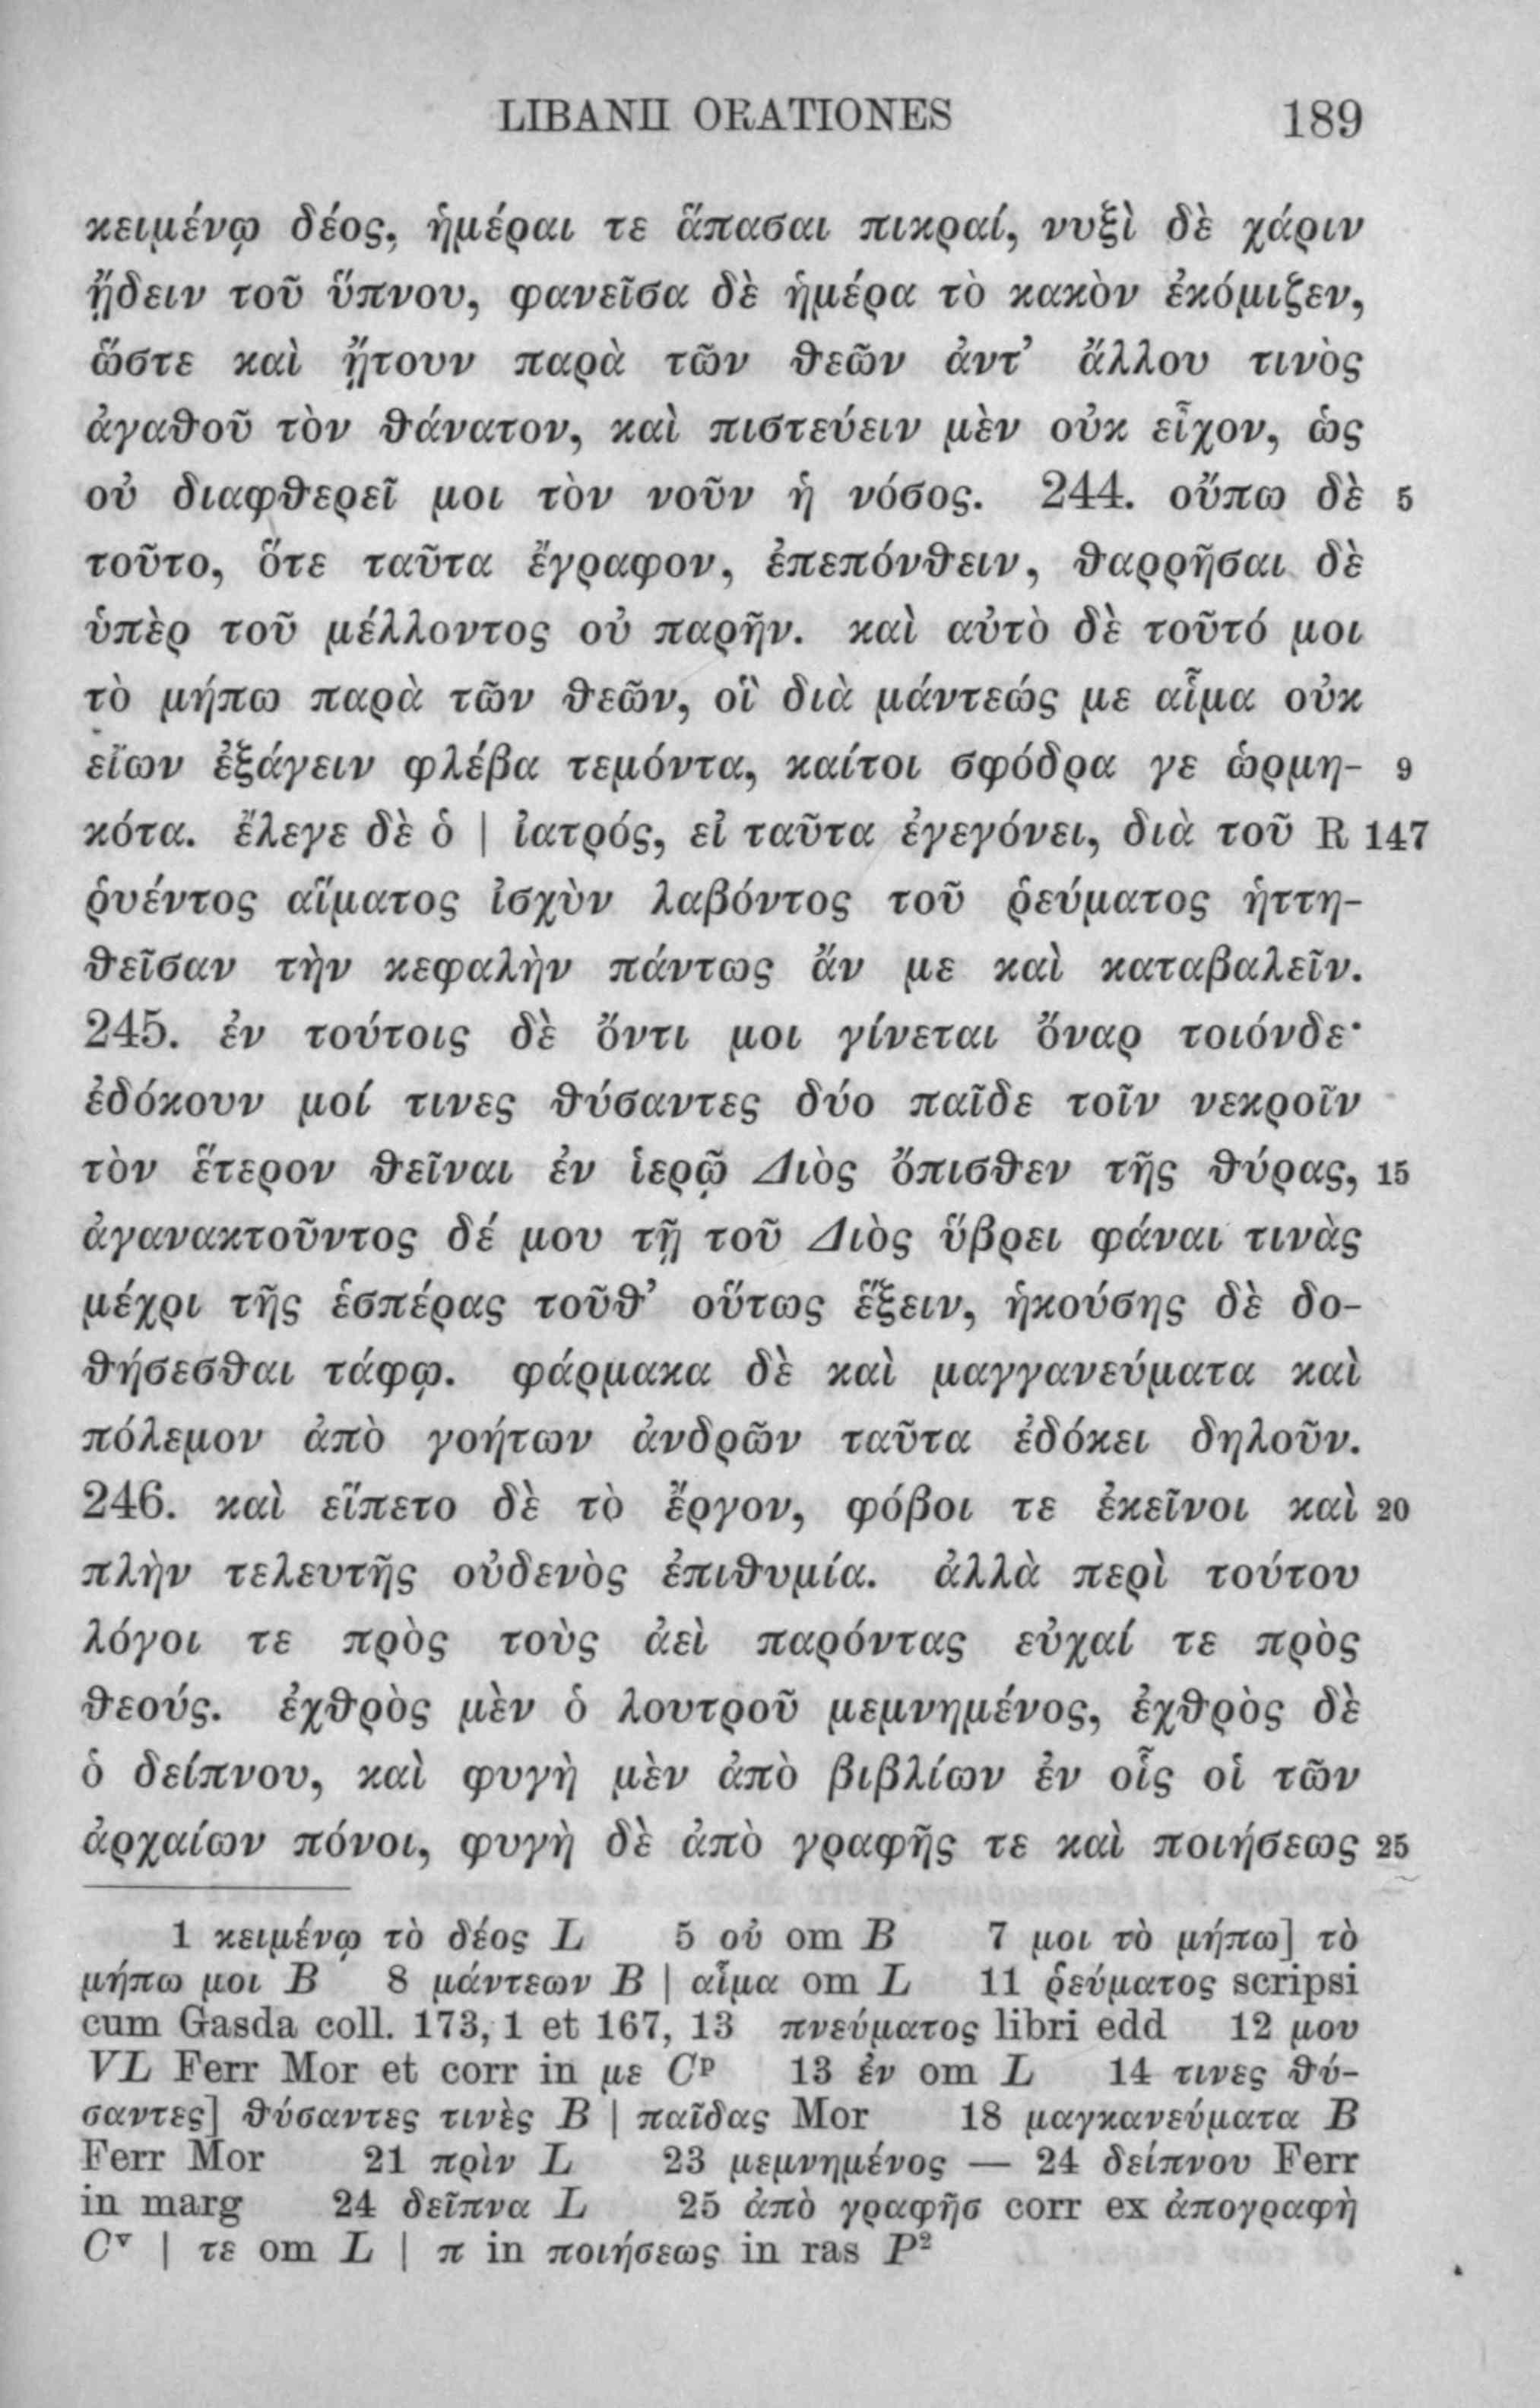 LIBANII ORATIONES 189
κειμένῳ δέος, ἡμέραι τε ἅπασαι πικραί, νυξὶ δὲ χάριν
ᾔδειν τοῦ ὕπνου, φανεῖσα δὲ ἡμέρα τὸ κακὸν ἐκόμιζεν,
ὥστε καὶ ᾔτουν παρὰ τῶν θεῶν ἀντ’ ἄλλου τινὸς
ἀγαθοῦ τὸν θάνατον, καὶ πιστεύειν μὲν οὐκ εἶχον, ὡς
οὐ διαφθερεῖ μοι τὸν νοῦν ἡ νόσος. 244. οὔπω δὲ 5
τοῦτο, ὅτε ταῦτα ἔγραφον, ἐπεπόνθειν, θαρρῆσαι δὲ
ὑπὲρ τοῦ μέλλοντος οὐ παρῆν. καὶ αὐτὸ δὲ τοῦτό μοι
τὸ μήπω παρὰ τῶν θεῶν, οἳ διὰ μάντεώς με αἷμα οὐκ
εἴων ἐξάγειν φλέβα τεμόντα, καίτοι σφόδρα γε ὡρμη- 9
κότα. ἔλεγε δὲ ὁ | ἰατρός, εἰ ταῦτα ἐγεγόνει, διὰ τοῦ R 147
ῥυέντος αἵματος ἰσχὺν λαβόντος τοῦ ῥεύματος ἡττη-
θεῖσαν τὴν κεφαλὴν πάντως ἄν με καὶ καταβαλεῖν.
245. ἐν τούτοις δὲ ὄντι μοι γίνεται ὄναρ τοιόνδε·
ἐδόκουν μοί τινες θύσαντες δύο παῖδε τοῖν νεκροῖν
τὸν ἕτερον θεῖναι ἐν ἱερῷ Διὸς ὄπισθεν τῆς θύρας, 15
ἀγανακτοῦντος δέ μου τῇ τοῦ Διὸς ὕβρει φάναι τινὰς
μέχρι τῆς ἑσπέρας τοῦθ’ οὕτως ἕξειν, ἡκούσης δὲ δο-
θήσεσθαι τάφῳ. φάρμακα δὲ καὶ μαγγανεύματα καὶ
πόλεμον ἀπὸ γοήτων ἀνδρῶν ταῦτα ἐδόκει δηλοῦν.
246. καὶ εἵπετο δὲ τὸ ἔργον, φόβοι τε ἐκεῖνοι καὶ 20
πλὴν τελευτῆς οὐδενὸς ἐπιθυμία. ἀλλὰ περὶ τούτου
λόγοι τε πρὸς τοὺς ἀεὶ παρόντας εὐχαί τε πρὸς
θεούς. ἐχθρὸς μὲν ὁ λουτροῦ μεμνημένος, ἐχθρὸς δὲ
ὁ δείπνου, καὶ φυγὴ μὲν ἀπὸ βιβλίων ἐν οἷς οἱ τῶν
ἀρχαίων πόνοι, φυγὴ δὲ ἀπὸ γραφῆς τε καὶ ποιήσεως 25
1 κειμένῳ τὸ δέος L 5 οὐ om B 7 μοι τὸ μήπω] τὸ
μήπω μοι B 8 μάντεων B | αἷμα om L 11 ῥεύματος scripsi
cum Gasda coll. 173, 1 et 167, 13 πνεύματος libri edd 12 μου
VL Ferr Mor et corr in με Cᵖ 13 ἐν om L 14 τινες θύ-
σαντες] θύσαντες τινὲς B | παῖδας Mor 18 μαγκανεύματα B
Ferr Mor 21 πρὶν L 23 μεμνημένος — 24 δείπνου Ferr
in marg 24 δεῖπνα L 25 ἀπὸ γραφῆσ corr ex ἀπογραφὴ
Cᵛ | τε om L | π in ποιήσεως in ras P²